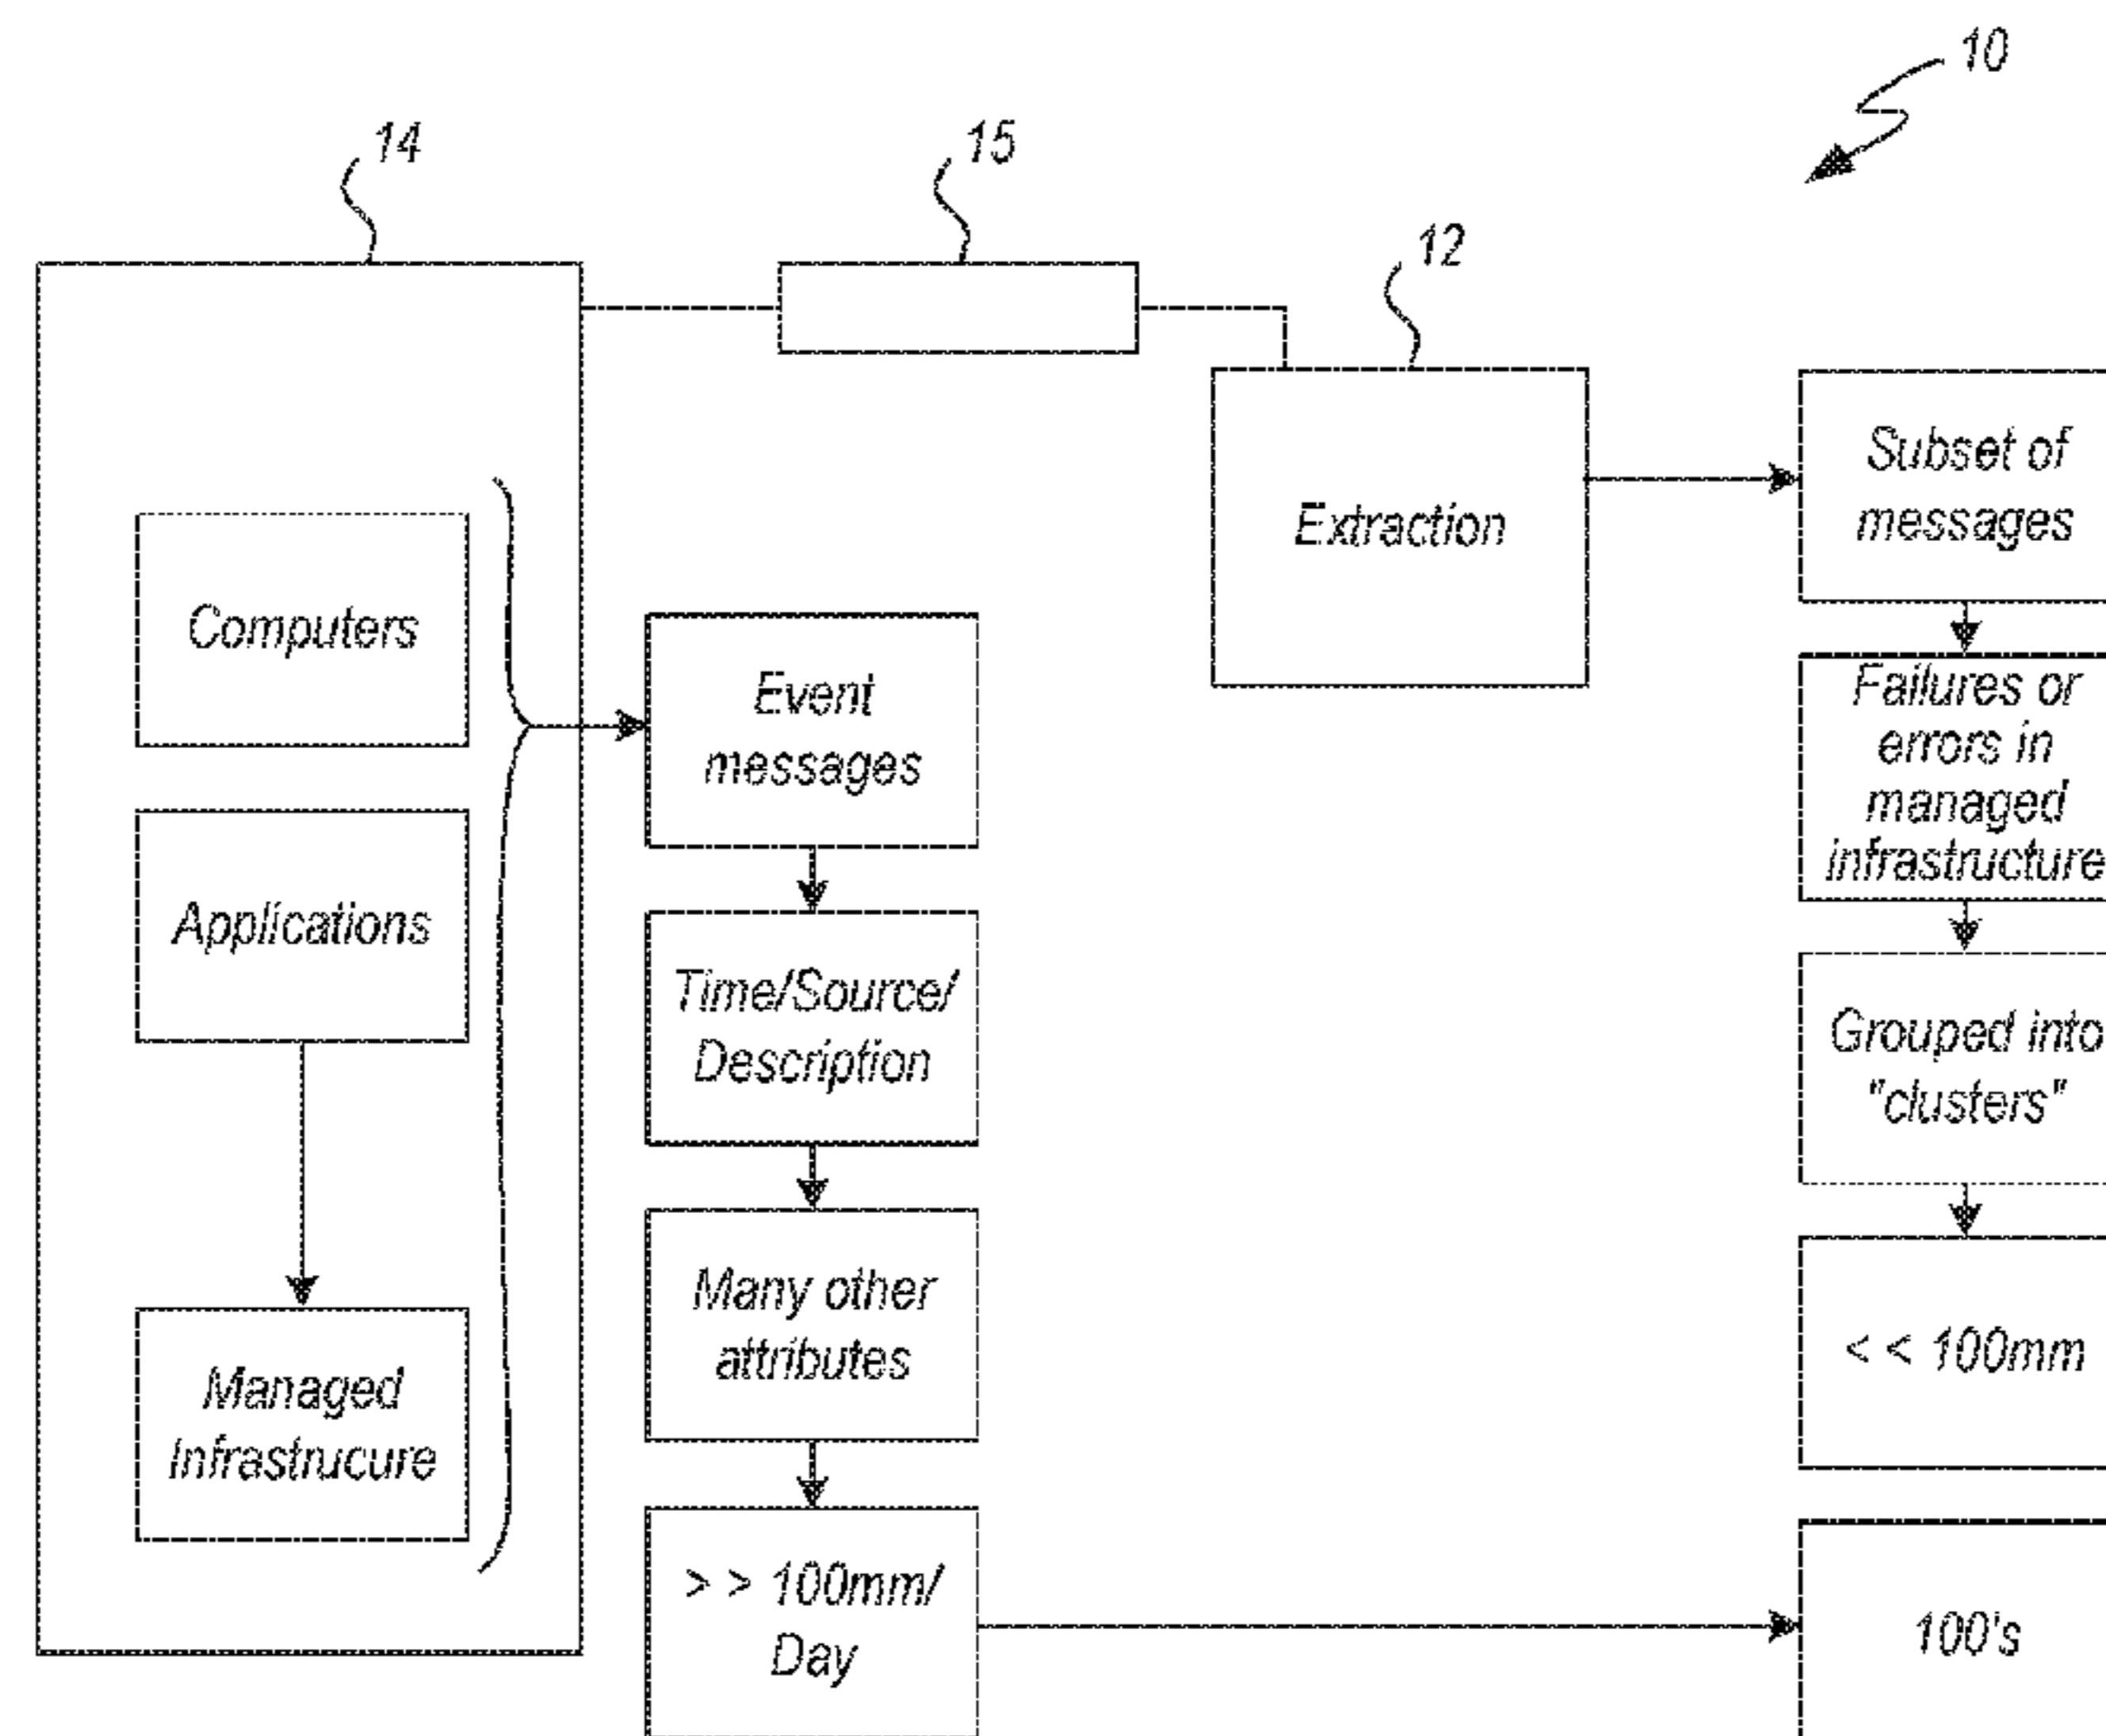 10
14
15
12
Extraction
Subset of
messages
Computers
Event
messages
Failures or
errors in
managed
infrastructure
Applications
Time/Source/
Description
Grouped into
"clusters"
Many other
attributes
< < 100mm
Managed
Infrastrucure
> > 100mm/
Day
100's